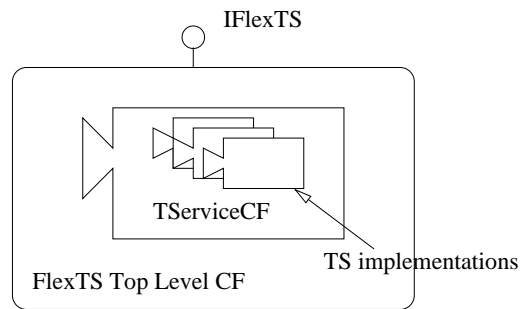 IFlexTS
TServiceCF
TS implementations
FlexTS Top Level CF